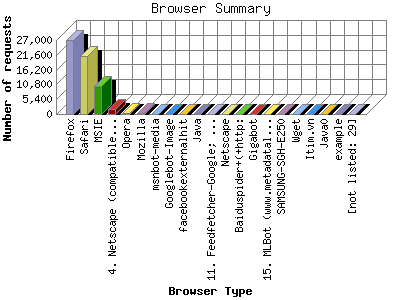 Browser Summary
Number of requests
27,000
21,600
16,200
10,800
5,400
0
Firefox
Safari
MSIE
4. Netscape (compatible...
Opera
Mozilla
msnbot-media
Googlebot-Image
facebookexternalhit
Java
11. Feedfetcher-Google; ...
Netscape
Baiduspider+(+http:
Gigabot
15. MLBot (www.metadatai...
SAMSUNG-SGH-E250
Wget
Itim.vn
Java0
example
[not listed: 29]
Browser Type